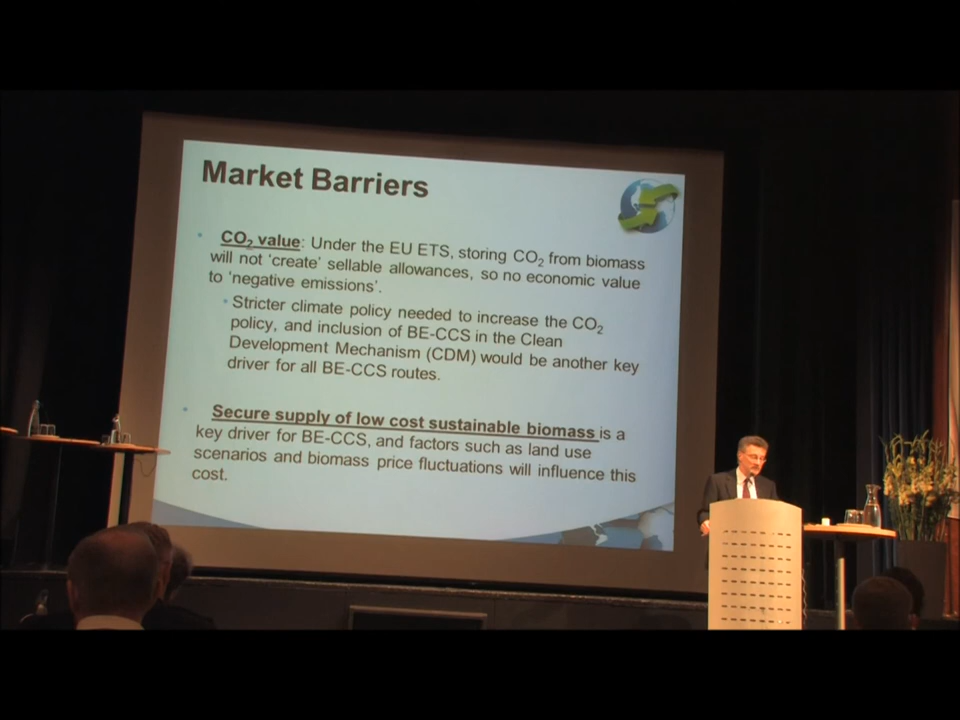 Market Barriers
• CO₂ value: Under the EU ETS, storing CO₂ from biomass
will not 'create' sellable allowances, so no economic value
to 'negative emissions'.
• Stricter climate policy needed to increase the CO₂
policy, and inclusion of BE-CCS in the Clean
Development Mechanism (CDM) would be another key
driver for all BE-CCS routes.
• Secure supply of low cost sustainable biomass is a
key driver for BE-CCS, and factors such as land use
scenarios and biomass price fluctuations will influence this
cost.